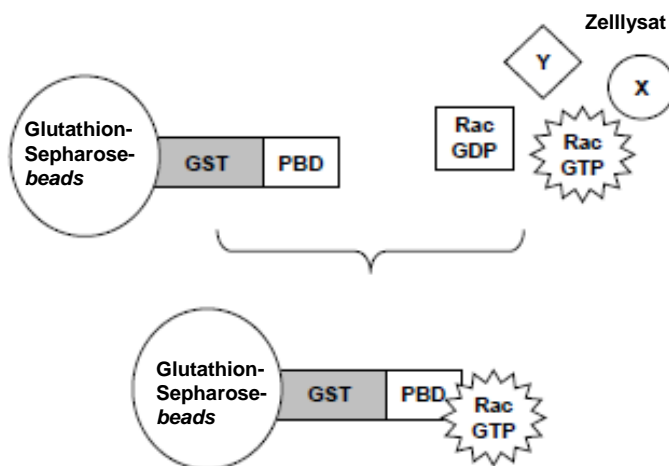 Zelllysat
Y
X
Glutathion-
Sepharose-
beads
GST
PBD
Rac
GDP
Rac
GTP
Glutathion-
Sepharose-
beads
GST
PBD
Rac
GTP